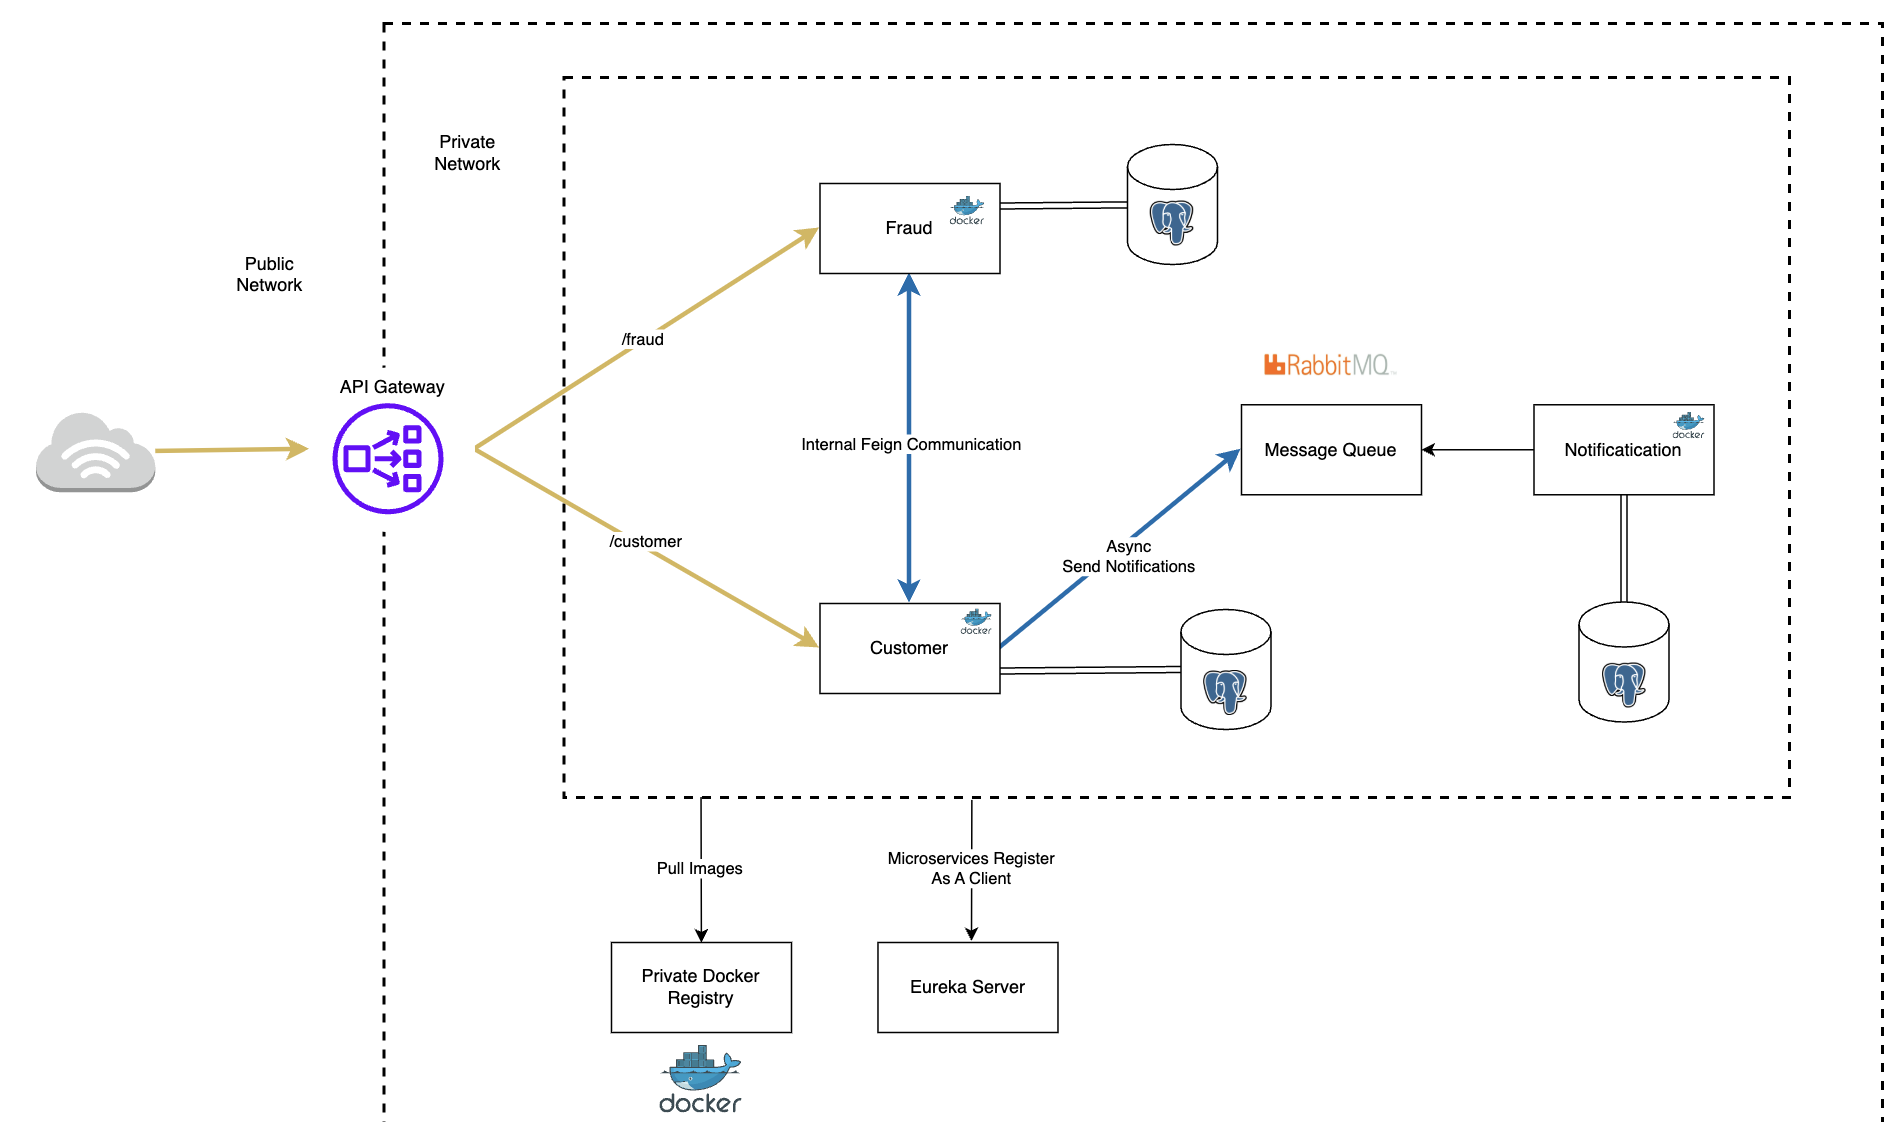 Private
Network
Public
Network
API Gateway
Fraud
docker
/fraud
RabbitMQ
Internal Feign Communication
Message Queue
docker
Notificatication
/customer
Async
Send Notifications
docker
Customer
Pull Images
Microservices Register
As A Client
Private Docker
Registry
Eureka Server
docker